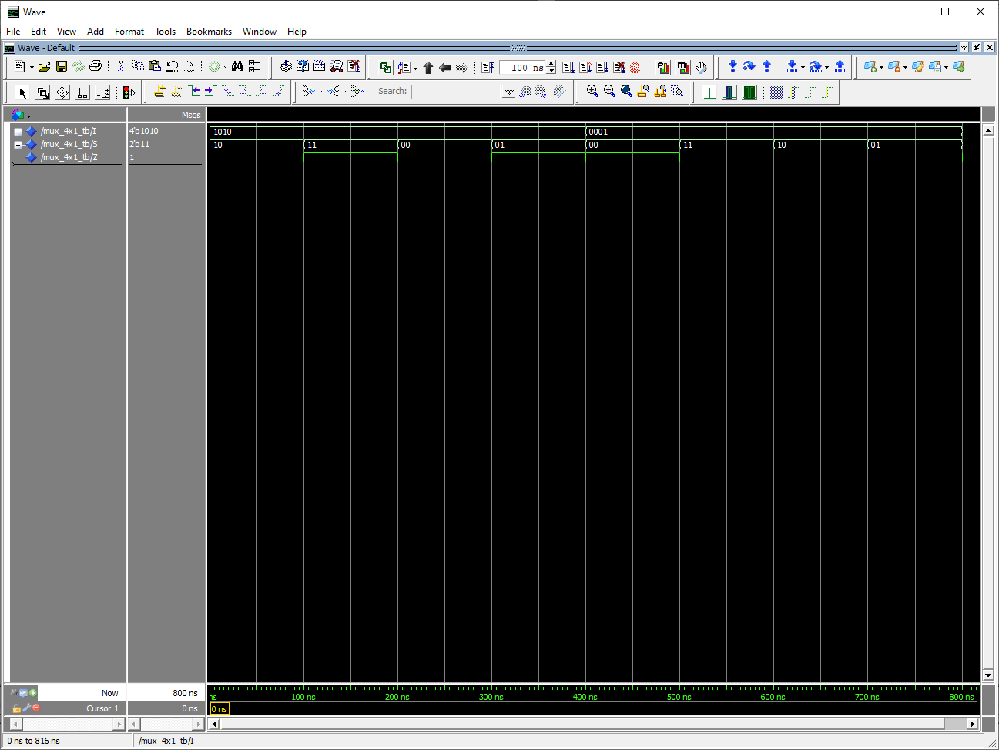 Wave
File Edit View Add Format Tools Bookmarks Window Help
Wave - Default
100 ns
Search:
Msgs
/mux_4x1_tb/I 4'b1010 1010 0001
/mux_4x1_tb/S 2'b11 10 11 00 01 00 11 10 01
/mux_4x1_tb/Z 1
Now 800 ns ns 100 ns 200 ns 300 ns 400 ns 500 ns 600 ns 700 ns 800 ns
Cursor 1 0 ns 0 ns
0 ns to 816 ns /mux_4x1_tb/I